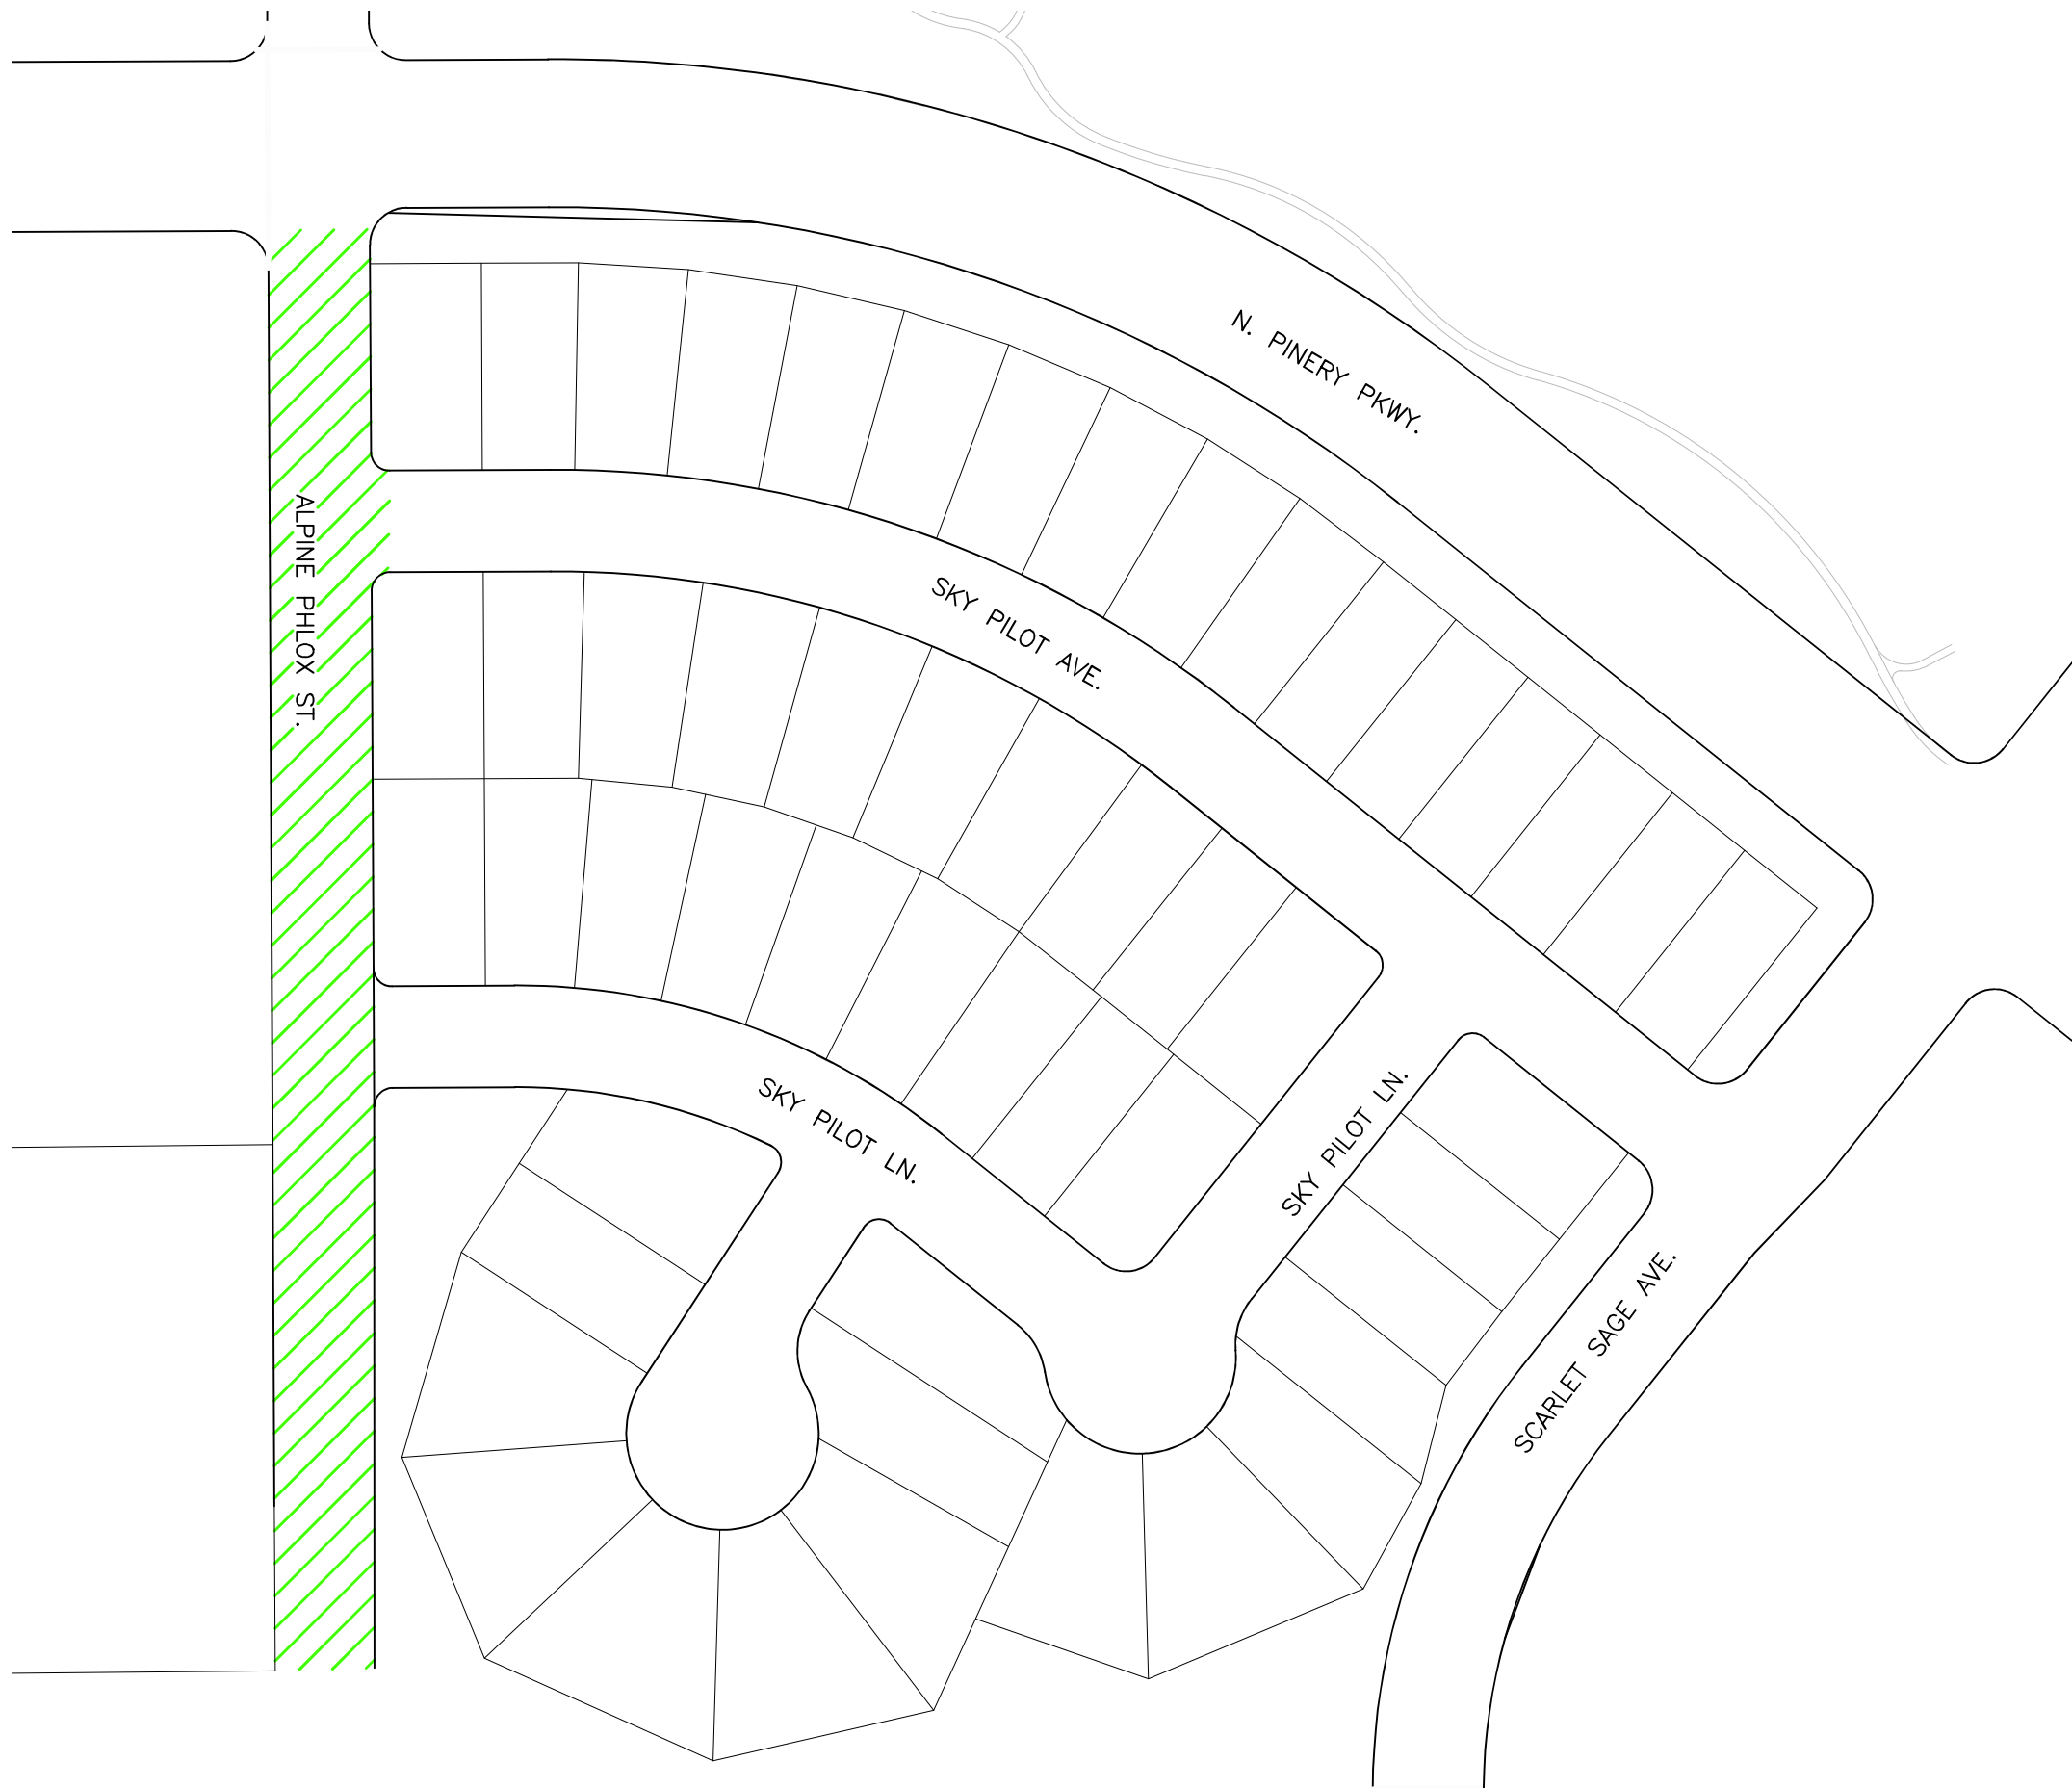 N. PINERY PKWY.
ALPINE PHLOX ST.
SKY PILOT AVE.
SKY PILOT LN.
SKY PILOT LN.
SCARLET SAGE AVE.